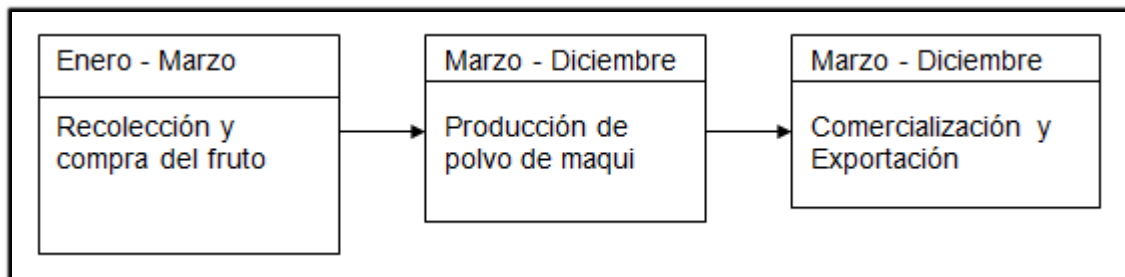 Enero - Marzo
Recolección y
compra del fruto
Marzo - Diciembre
Producción de
polvo de maqui
Marzo - Diciembre
Comercialización y
Exportación